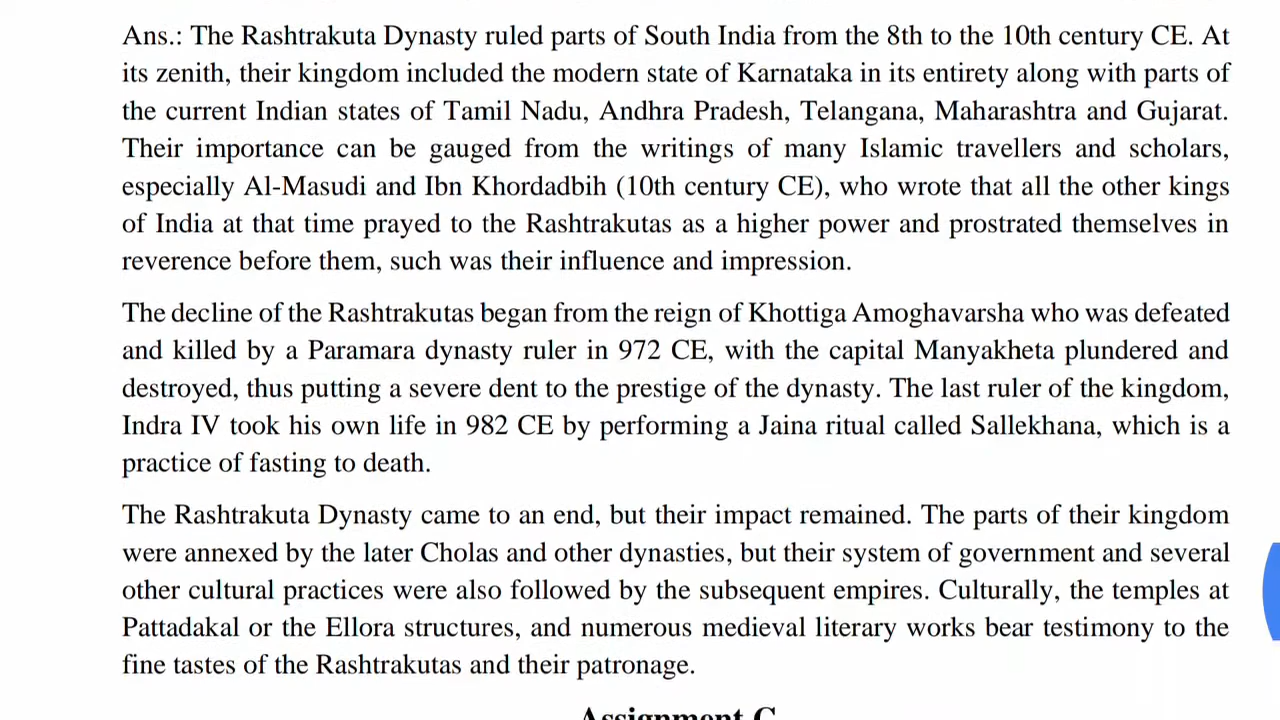 Ans.: The Rashtrakuta Dynasty ruled parts of South India from the 8th to the 10th century CE. At
its zenith, their kingdom included the modern state of Karnataka in its entirety along with parts of
the current Indian states of Tamil Nadu, Andhra Pradesh, Telangana, Maharashtra and Gujarat.
Their importance can be gauged from the writings of many Islamic travellers and scholars,
especially Al-Masudi and Ibn Khordadbih (10th century CE), who wrote that all the other kings
of India at that time prayed to the Rashtrakutas as a higher power and prostrated themselves in
reverence before them, such was their influence and impression.
The decline of the Rashtrakutas began from the reign of Khottiga Amoghavarsha who was defeated
and killed by a Paramara dynasty ruler in 972 CE, with the capital Manyakheta plundered and
destroyed, thus putting a severe dent to the prestige of the dynasty. The last ruler of the kingdom,
Indra IV took his own life in 982 CE by performing a Jaina ritual called Sallekhana, which is a
practice of fasting to death.
The Rashtrakuta Dynasty came to an end, but their impact remained. The parts of their kingdom
were annexed by the later Cholas and other dynasties, but their system of government and several
other cultural practices were also followed by the subsequent empires. Culturally, the temples at
Pattadakal or the Ellora structures, and numerous medieval literary works bear testimony to the
fine tastes of the Rashtrakutas and their patronage.
Assignment C